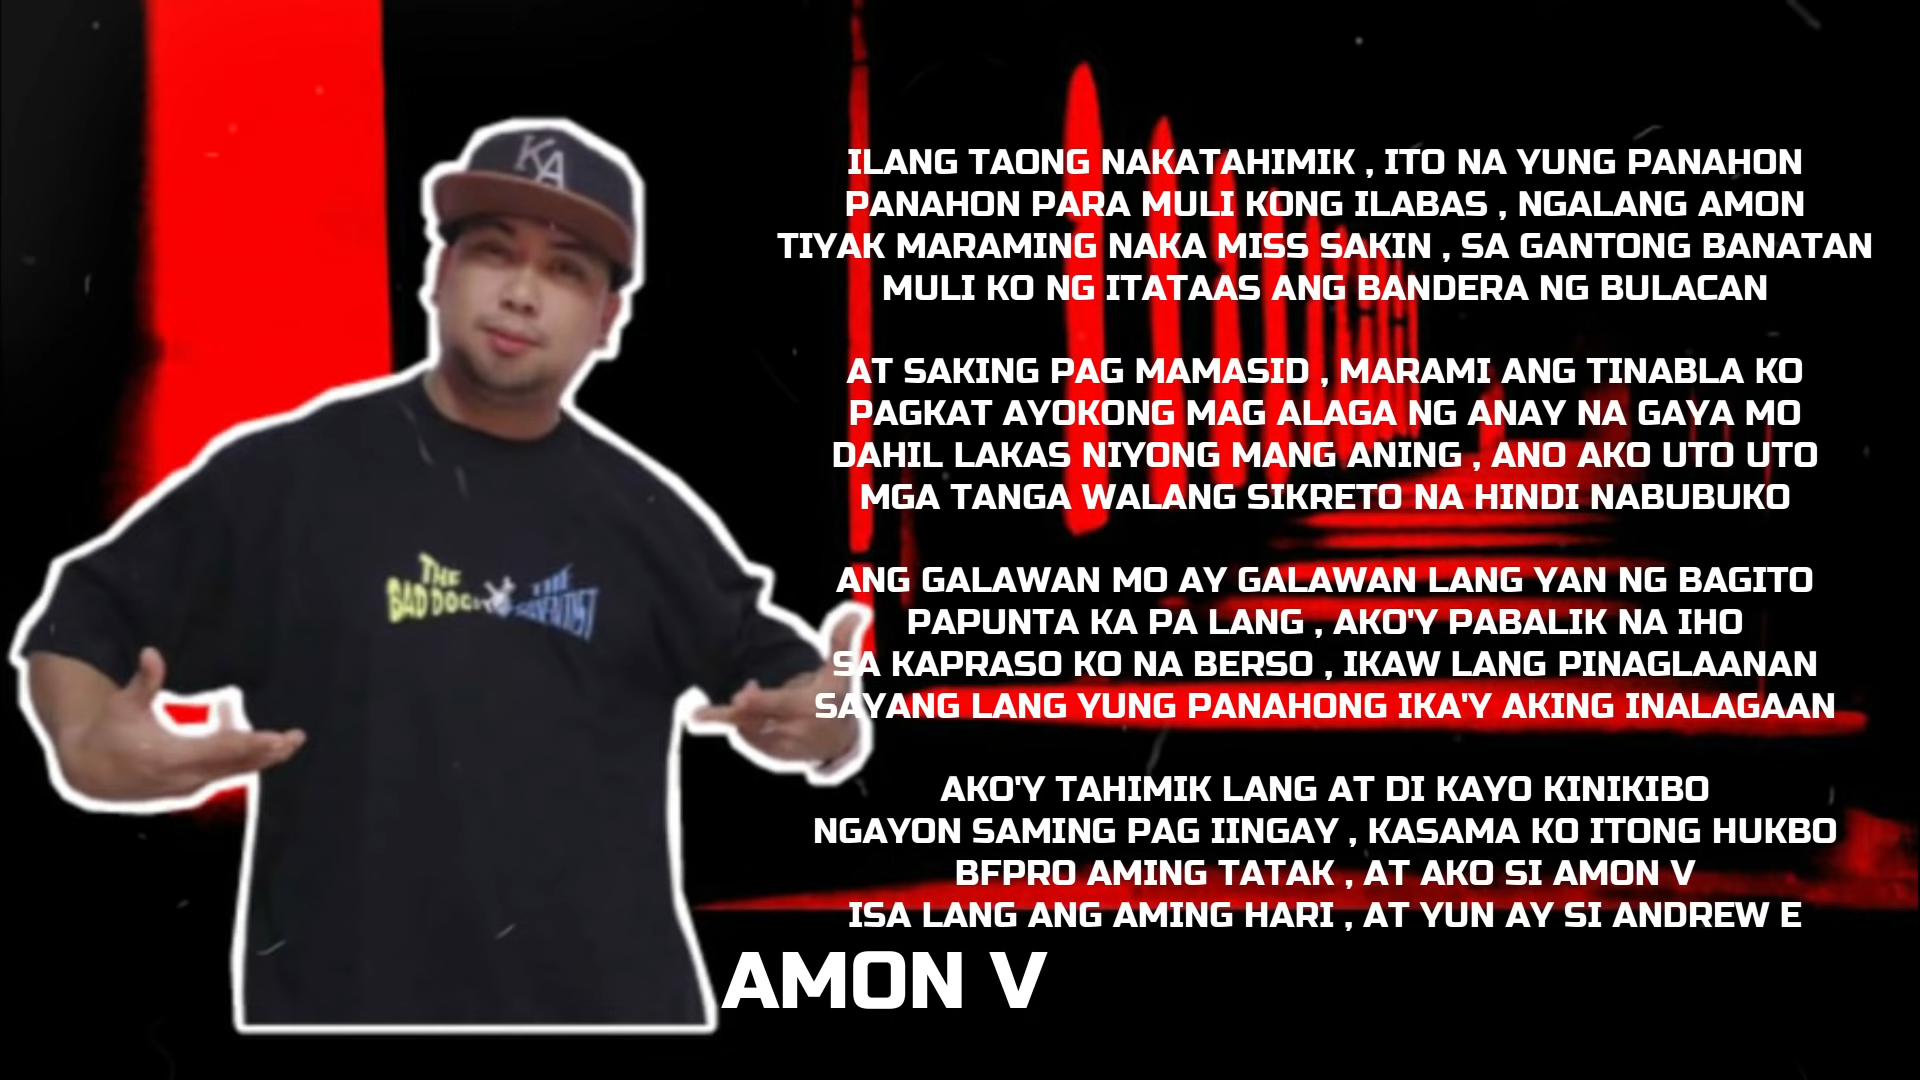 KA
THE
BAD DOG
THE
ILANG TAONG NAKATAHIMIK , ITO NA YUNG PANAHON
PANAHON PARA MULI KONG ILABAS , NGALANG AMON
TIYAK MARAMING NAKA MISS SAKIN , SA GANTONG BANATAN
MULI KO NG ITATAAS ANG BANDERA NG BULACAN
AT SAKING PAG MAMASID , MARAMI ANG TINABLA KO
PAGKAT AYOKONG MAG ALAGA NG ANAY NA GAYA MO
DAHIL LAKAS NIYONG MANG ANING , ANO AKO UTO UTO
MGA TANGA WALANG SIKRETO NA HINDI NABUBUKO
ANG GALAWAN MO AY GALAWAN LANG YAN NG BAGITO
PAPUNTA KA PA LANG , AKO'Y PABALIK NA IHO
SA KAPRASO KO NA BERSO , IKAW LANG PINAGLAANAN
SAYANG LANG YUNG PANAHONG IKA'Y AKING INALAGAAN
AKO'Y TAHIMIK LANG AT DI KAYO KINIKIBO
NGAYON SAMING PAG IINGAY , KASAMA KO ITONG HUKBO
BFPRO AMING TATAK , AT AKO SI AMON V
ISA LANG ANG AMING HARI , AT YUN AY SI ANDREW E
AMON V